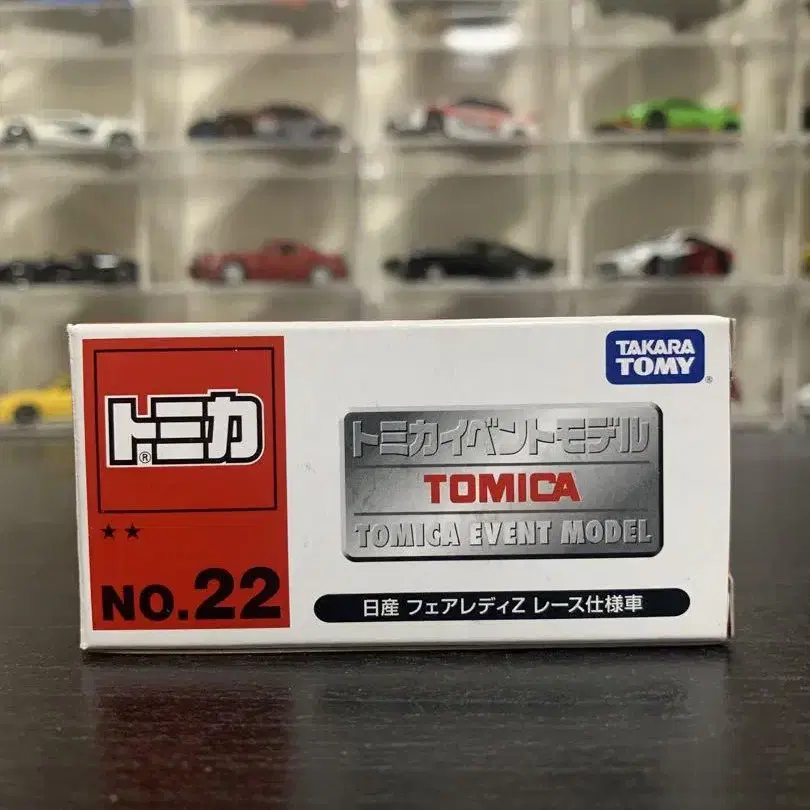 トミカ®
★★
NO.22
TAKARA
TOMY®
トミカイベントモデル
TOMICA
TOMICA EVENT MODEL
日産 フェアレディZ レース仕様車